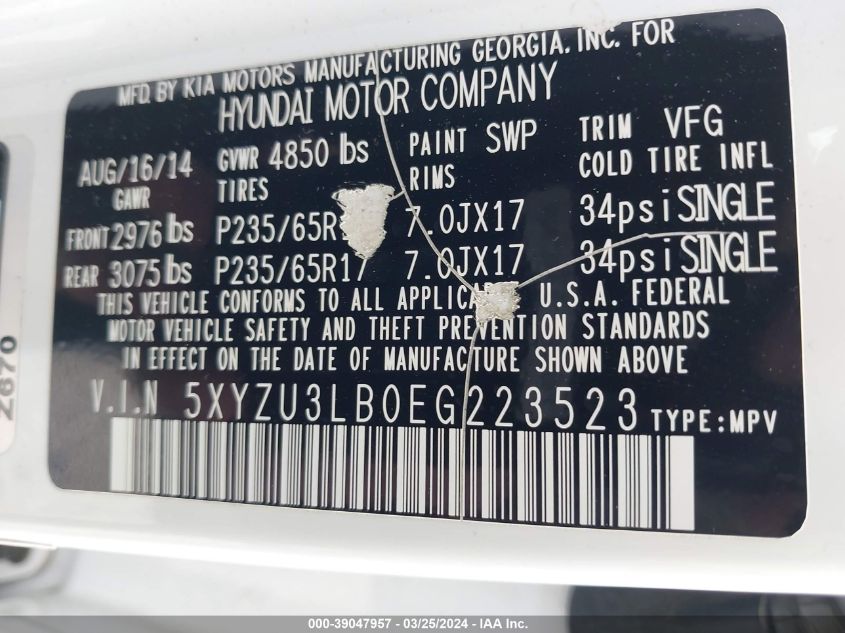 MFD. BY KIA MOTORS MANUFACTURING GEORGIA, INC. FOR
HYUNDAI MOTOR COMPANY
AUG/16/14 GVWR 4850 lbs PAINT SWP TRIM VFG
GAWR TIRES RIMS COLD TIRE INFL
FRONT 2976 lbs P235/65R 7.0JX17 34psi SINGLE
REAR 3075 lbs P235/65R17 7.0JX17 34psi SINGLE
THIS VEHICLE CONFORMS TO ALL U.S.A. FEDERAL
MOTOR VEHICLE SAFETY AND THEFT PREVENTION STANDARDS
IN EFFECT ON THE DATE OF MANUFACTURE SHOWN ABOVE
V.I.N 5XYZU3LB0EG223523 TYPE:MPV
Z670
000-39047957 - 03/25/2024 - IAA Inc.